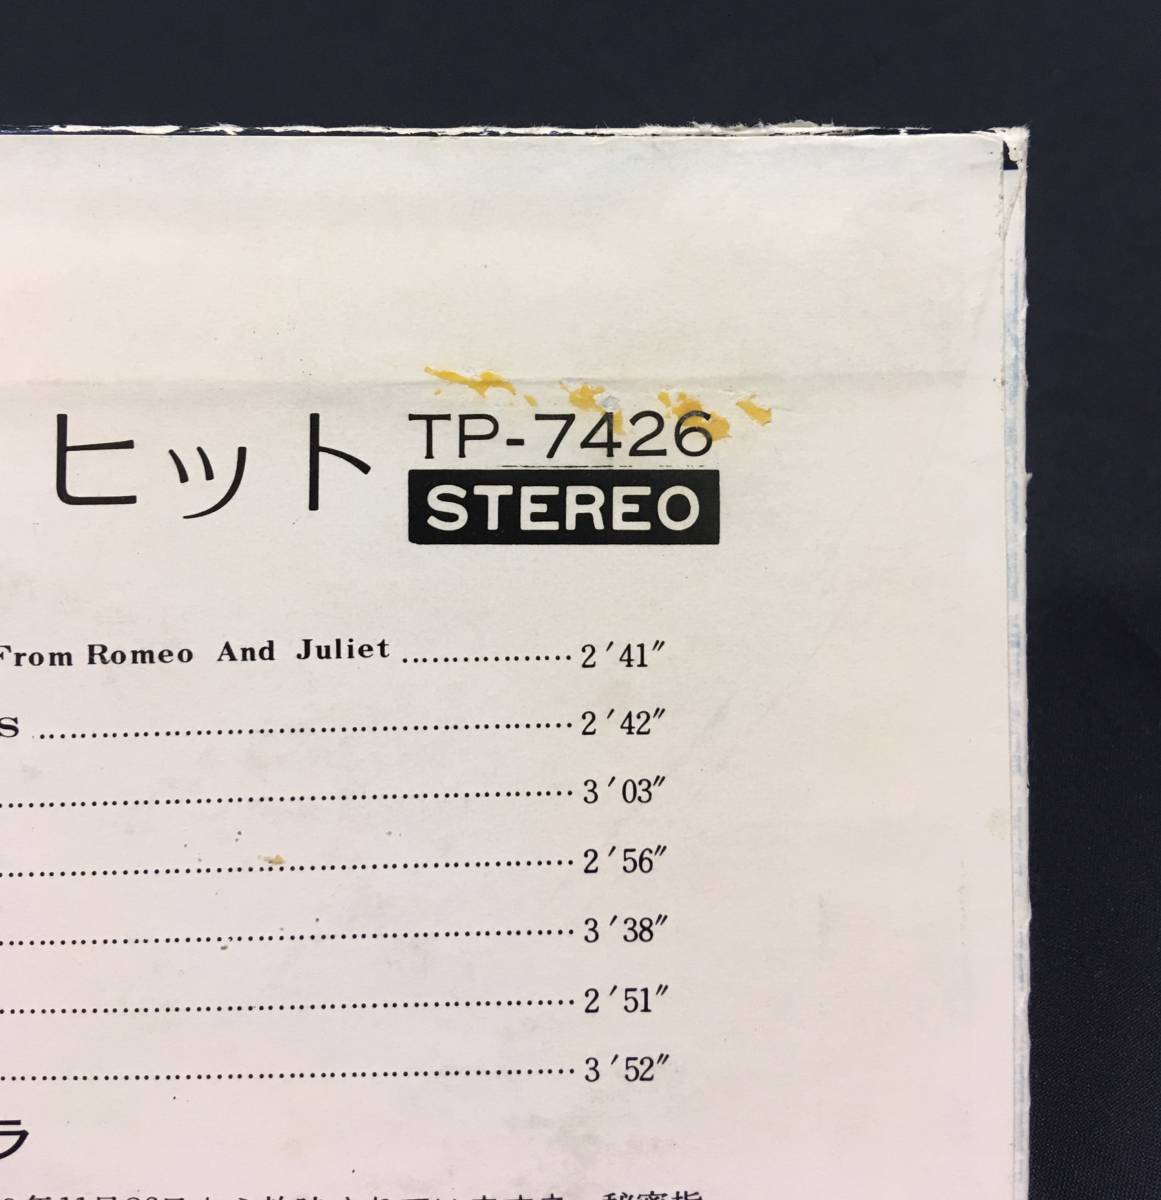 ヒット TP-7426
STEREO
From Romeo And Juliet ................. 2′41″
S ................................................ 2′42″
................................................ 3′03″
................................................ 2′56″
................................................ 3′38″
................................................ 2′51″
................................................ 3′52″
ラ